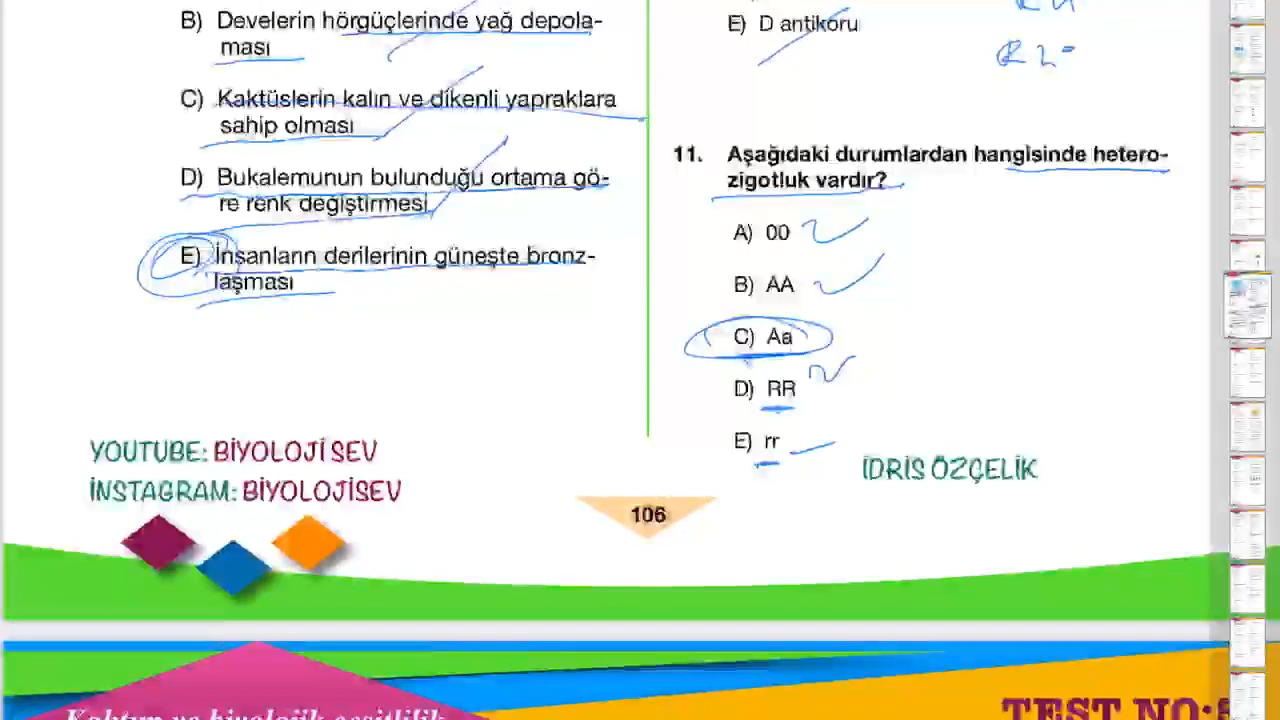 B) Develerin hörgüçlerinde yağ depola-
ması
C) Kaktüslerin kalın ve dikenli yapraklara
sahip olması
D) Bukalemunun bulunduğu ortama gö-
re renk değiştirmesi
E) İnsanların derilerinin güneşte bronz-
laşması
E) D antikoru
11. Aşağıdaki durumlardan hangisinde hetero-
zigotluk vardır?
A) 00
B) AA
C) Aa
D) RR
E) rr
YOUTUBE: BİYOLOJİ SEV
İNSTAGRAM: BİYOLOJİSEV
İDRİS ÖZÇELİK
106
TEST NO: